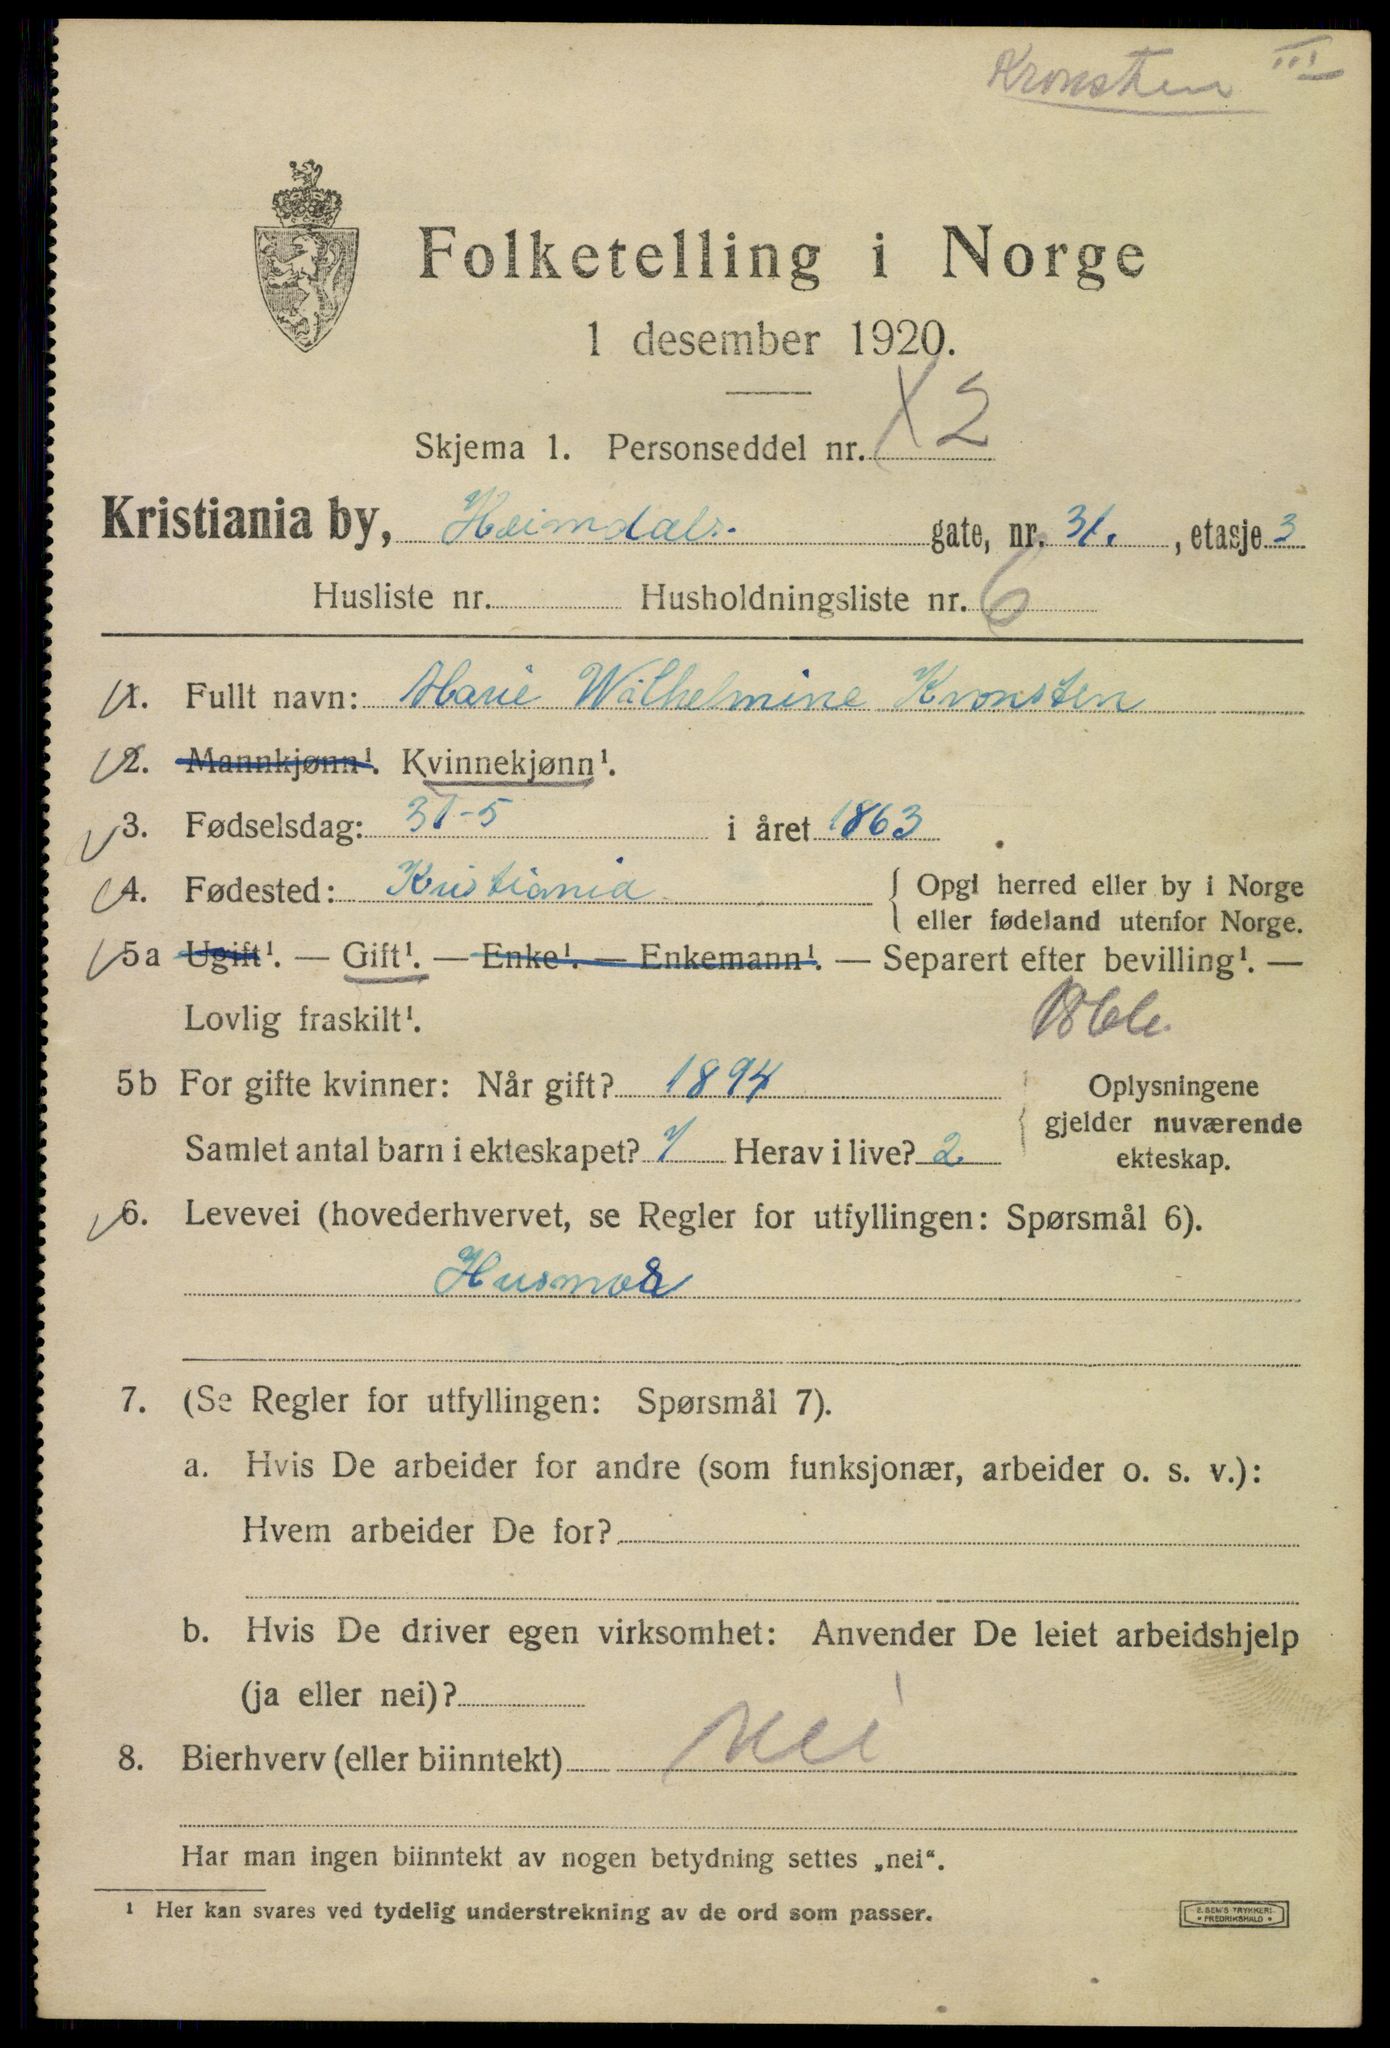 Kronsten III
Folketelling i Norge
1 desember 1920.
Skjema 1. Personseddel nr. 2
Kristiania by, Heimdals. gate, nr. 31. , etasje 3
Husliste nr. Husholdningsliste nr. 6
1. Fullt navn: Marie Wilhelmine Kronsten
2. Mannkjønn¹. Kvinnekjønn¹.
3. Fødselsdag: 31-5 i året 1863
4. Fødested: Kristiania { Opgi herred eller by i Norge
eller fødeland utenfor Norge.
5a Ugift¹. — Gift¹. — Enke¹. — Enkemann¹. — Separert efter bevilling¹. —
Lovlig fraskilt¹.
5b For gifte kvinner: Når gift? 1894 Oplysningene
gjelder nuværende
Samlet antal barn i ekteskapet? 7 Herav i live? 2 ekteskap.
6. Levevei (hovederhvervet, se Regler for utfyllingen: Spørsmål 6).
Husmor
7. (Se Regler for utfyllingen: Spørsmål 7).
a. Hvis De arbeider for andre (som funksjonær, arbeider o. s. v.):
Hvem arbeider De for?
b. Hvis De driver egen virksomhet: Anvender De leiet arbeidshjelp
(ja eller nei)?
8. Bierhverv (eller biinntekt) nei
Har man ingen biinntekt av nogen betydning settes „nei“.
¹ Her kan svares ved tydelig understrekning av de ord som passer.
E. SEM'S TRYKKERI
• FREDRIKSHALD •